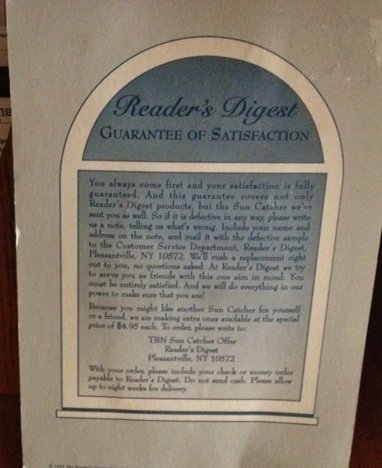 Reader's Digest
GUARANTEE OF SATISFACTION
You always come first and your satisfaction is fully
guaranteed. And this guarantee covers not only
Reader's Digest products, but the Sun Catcher we've
sent you as well. So if it is defective in any way, please write
us a note, telling us what's wrong. Include your name and
address on the note, and mail it with the defective sample
to the Customer Service Department, Reader's Digest,
Pleasantville, NY 10572. We'll rush a replacement right
out to you, no questions asked. At Reader's Digest we try
to serve you as friends with this one aim in mind: You
must be entirely satisfied. And we will do everything in our
power to make sure that you are!
Because you might like another Sun Catcher for yourself
or a friend, we are making extra ones available at the special
price of $4.95 each. To order, please write to:
TBN Sun Catcher Offer
Reader's Digest
Pleasantville, NY 10572
With your order, please include your check or money order
payable to Reader's Digest. Do not send cash. Please allow
up to eight weeks for delivery.